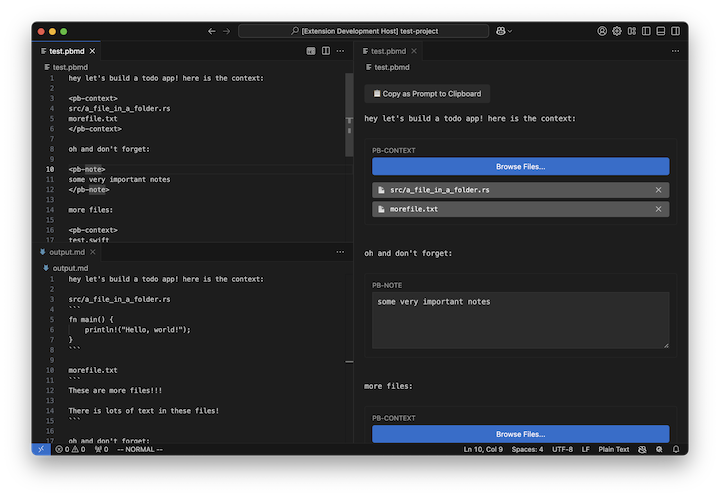 [Extension Development Host] test-project
test.pbmd
test.pbmd
1 hey let's build a todo app! here is the context:
2
3 <pb-context>
4 src/a_file_in_a_folder.rs
5 morefile.txt
6 </pb-context>
7
8 oh and don't forget:
9
10 <pb-note>
11 some very important notes
12 </pb-note>
13
14 more files:
15
16 <pb-context>
17 test.swift
output.md
output.md
1 hey let's build a todo app! here is the context:
2
3 src/a_file_in_a_folder.rs
4 ```
5 fn main() {
6 println!("Hello, world!");
7 }
8 ```
9
10 morefile.txt
11 ```
12 These are more files!!!
13
14 There is lots of text in these files!
15 ```
16
17 oh and don't forget:
test.pbmd
test.pbmd
Copy as Prompt to Clipboard
hey let's build a todo app! here is the context:
PB-CONTEXT
Browse Files...
src/a_file_in_a_folder.rs
morefile.txt
oh and don't forget:
PB-NOTE
some very important notes
more files:
PB-CONTEXT
Browse Files...
0 0 0 -- NORMAL -- Ln 10, Col 9 Spaces: 4 UTF-8 LF Plain Text